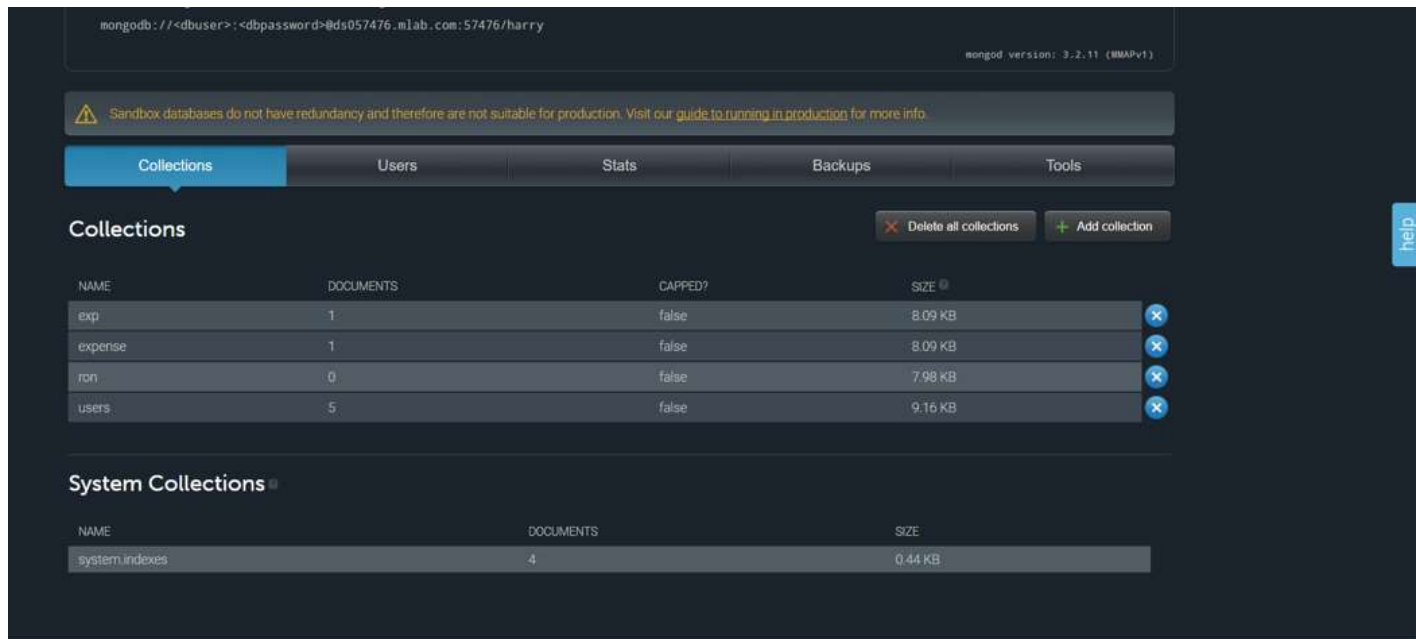 mongodb://<dbuser>:<dbpassword>@ds057476.mlab.com:57476/harry
mongod version: 3.2.11 (MMAPv1)
Sandbox databases do not have redundancy and therefore are not suitable for production. Visit our guide to running in production for more info.
Collections Users Stats Backups Tools
Collections
Delete all collections
Add collection
help
NAME DOCUMENTS CAPPED? SIZE
exp 1 false 8.09 KB
expense 1 false 8.09 KB
ron 0 false 7.98 KB
users 5 false 9.16 KB
System Collections
NAME DOCUMENTS SIZE
system.indexes 4 0.44 KB